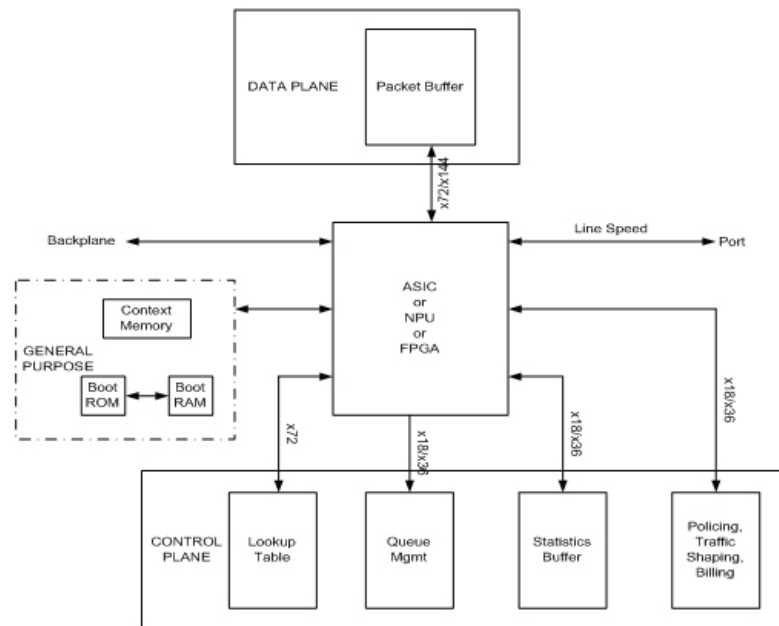 DATA PLANE
Packet Buffer
x72/x144
Backplane
Line Speed
Port
ASIC
or
NPU
or
FPGA
Context
Memory
GENERAL
PURPOSE
Boot
ROM
Boot
RAM
x72
x18/x36
x18/x36
x18/x36
CONTROL
PLANE
Lookup
Table
Queue
Mgmt
Statistics
Buffer
Policing,
Traffic
Shaping,
Billing